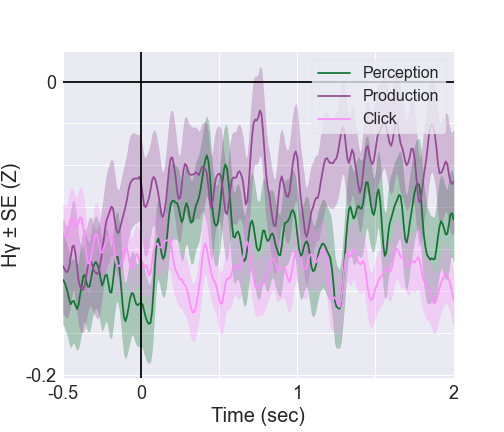 Perception
Production
Click
Hγ ± SE (Z)
0
-0.2
-0.5
0
1
2
Time (sec)